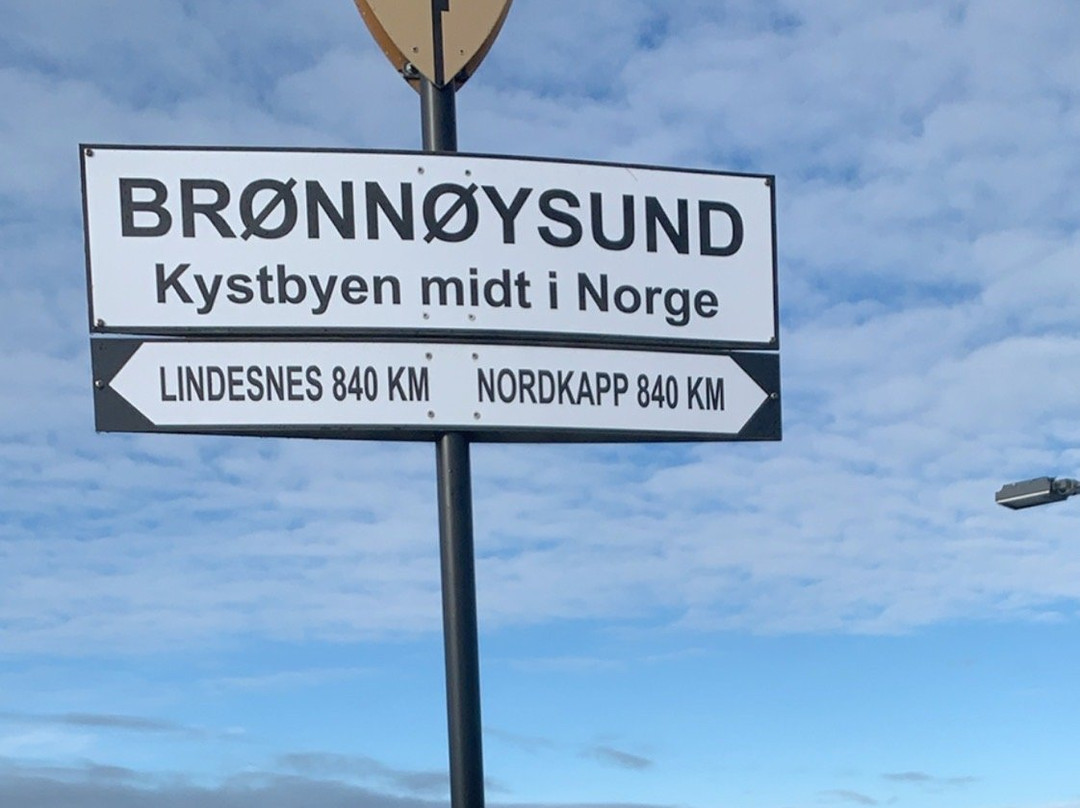 BRØNNØYSUND
Kystbyen midt i Norge
LINDESNES 840 KM NORDKAPP 840 KM